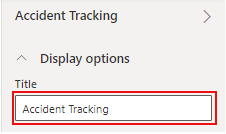 Accident Tracking
Display options
Title
Accident Tracking